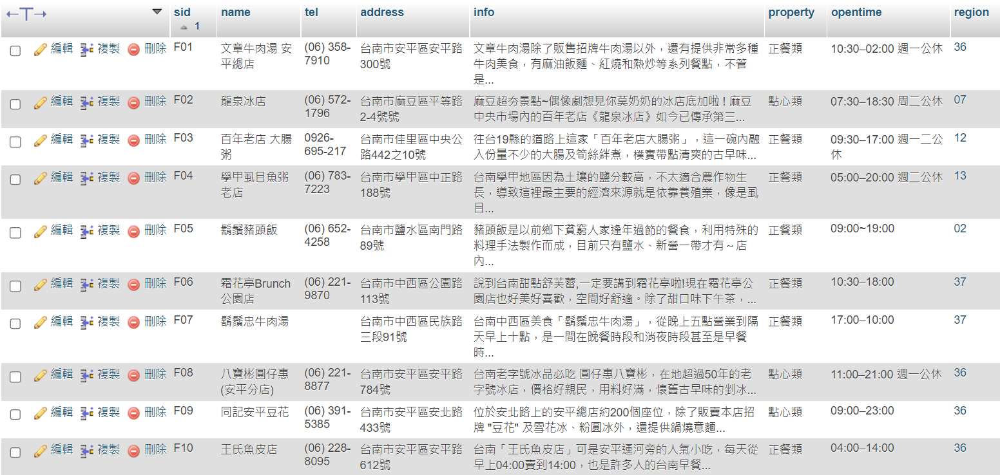 ←T→ sid name tel address info property opentime region
1
編輯 複製 刪除 F01 文章牛肉湯 安 (06) 358- 台南市安平區安平路 文章牛肉湯除了販售招牌牛肉湯以外，還有提供非常多種 正餐類 10:30–02:00 週一公休 36
平總店 7910 300號 牛肉美食，有麻油飯麵、紅燒和熱炒等系列餐點，不管
是...
編輯 複製 刪除 F02 龍泉冰店 (06) 572- 台南市麻豆區平等路 麻豆超夯景點~偶像劇想見你莫奶奶的冰店底加啦！麻豆 點心類 07:30–18:30 周二公休 07
1796 2-4號號 中央市場內的百年老店《龍泉冰店》如今已傳承第三...
編輯 複製 刪除 F03 百年老店 大腸 0926- 台南市佳里區中央公 往台19縣的道路上這家「百年老店大腸粥」，這一碗內融 正餐類 09:30–17:00 週一二公 12
粥 695-217 路442之10號 入份量不少的大腸及筍絲絆煮，樸實帶點清爽的古早味... 休
編輯 複製 刪除 F04 學甲虱目魚粥 (06) 783- 台南市學甲區中正路 台南學甲地區因為土壤的鹽分較高，不太適合農作物生 正餐類 05:00–20:00 週二公休 13
老店 7223 188號 長，導致這裡最主要的經濟來源就是依靠養殖業，像是虱
目...
編輯 複製 刪除 F05 鬍鬚豬頭飯 (06) 652- 台南市鹽水區南門路 豬頭飯是以前鄉下貧窮人家逢年過節的餐食，利用特殊的 正餐類 09:00~19:00 02
4258 89號 料理手法製作而成，目前只有鹽水、新營一帶才有～店
內...
編輯 複製 刪除 F06 霜花亭Brunch (06) 221- 台南市中西區公園路 說到台南甜點舒芙蕾,一定要講到霜花亭啦!現在霜花亭公 正餐類 10:30–18:00 37
公園店 9870 113號 園店也好美好喜歡，空間好舒適。除了甜口味下午茶，...
編輯 複製 刪除 F07 鬍鬚忠牛肉湯 台南市中西區民族路 台南中西區美食「鬍鬚忠牛肉湯」，從晚上五點營業到隔 正餐類 17:00–10:00 37
三段91號 天早上十點，是一間在晚餐時段和消夜時段甚至是早餐
時...
編輯 複製 刪除 F08 八寶彬圓仔惠 (06) 221- 台南市安平區安平路 台南老字號冰品必吃 圓仔惠八寶彬，在地超過50年的老 點心類 11:00–21:00 週一公休 36
(安平分店) 8877 784號 字號冰店，價格好親民，用料好滿，懷舊古早味的剉冰...
編輯 複製 刪除 F09 同記安平豆花 (06) 391- 台南市安平區安北路 位於安北路上的安平總店約200個座位，除了販賣本店招 點心類 09:00–23:00 36
5385 433號 牌 "豆花" 及雪花冰、粉圓冰外，還提供鍋燒意麵...
編輯 複製 刪除 F10 王氏魚皮店 (06) 228- 台南市安平區安平路 台南「王氏魚皮店」可是安平運河旁的人氣小吃，每天從 正餐類 04:00–14:00 36
8095 612號 早上04:00賣到14:00，也是許多人的台南早餐...